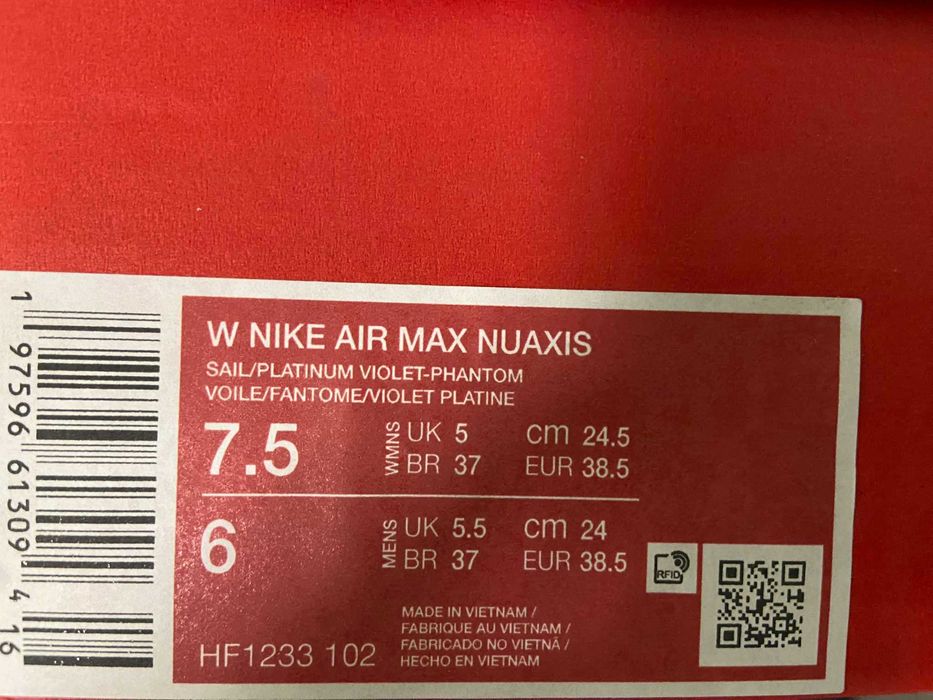 W NIKE AIR MAX NUAXIS
SAIL/PLATINUM VIOLET-PHANTOM
VOILE/FANTOME/VIOLET PLATINE
7.5 WMNS UK 5 cm 24.5
BR 37 EUR 38.5
6 MENS UK 5.5 cm 24
BR 37 EUR 38.5
RFID
MADE IN VIETNAM /
FABRIQUE AU VIETNAM /
FABRICADO NO VIETNÃ /
HF1233 102 HECHO EN VIETNAM
1 97596 61309 4 16